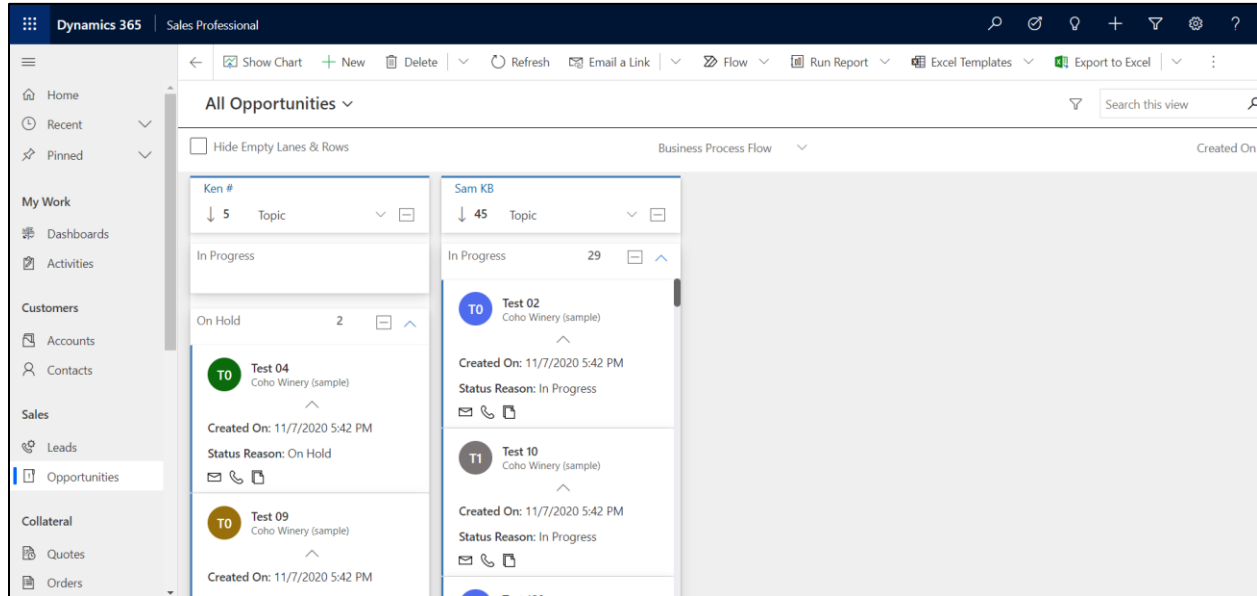 Dynamics 365 Sales Professional ?
Show Chart New Delete Refresh Email a Link Flow Run Report Excel Templates Export to Excel
Home
Recent
Pinned
My Work
Dashboards
Activities
Customers
Accounts
Contacts
Sales
Leads
Opportunities
Collateral
Quotes
Orders
All Opportunities
Search this view
Hide Empty Lanes & Rows
Business Process Flow
Created On
Ken #
5 Topic
In Progress
On Hold 2
T0
Test 04
Coho Winery (sample)
Created On: 11/7/2020 5:42 PM
Status Reason: On Hold
T0
Test 09
Coho Winery (sample)
Created On: 11/7/2020 5:42 PM
Sam KB
45 Topic
In Progress 29
T0
Test 02
Coho Winery (sample)
Created On: 11/7/2020 5:42 PM
Status Reason: In Progress
T1
Test 10
Coho Winery (sample)
Created On: 11/7/2020 5:42 PM
Status Reason: In Progress